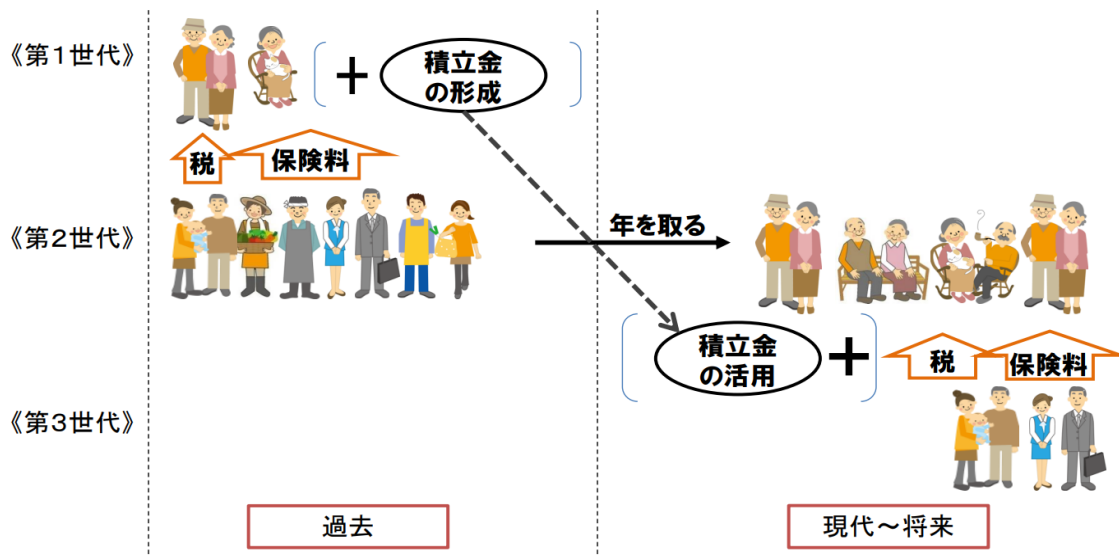 《第1世代》
＋
積立金
の形成
税
保険料
《第2世代》
年を取る
積立金
の活用
＋
税
保険料
《第3世代》
過去
現代～将来